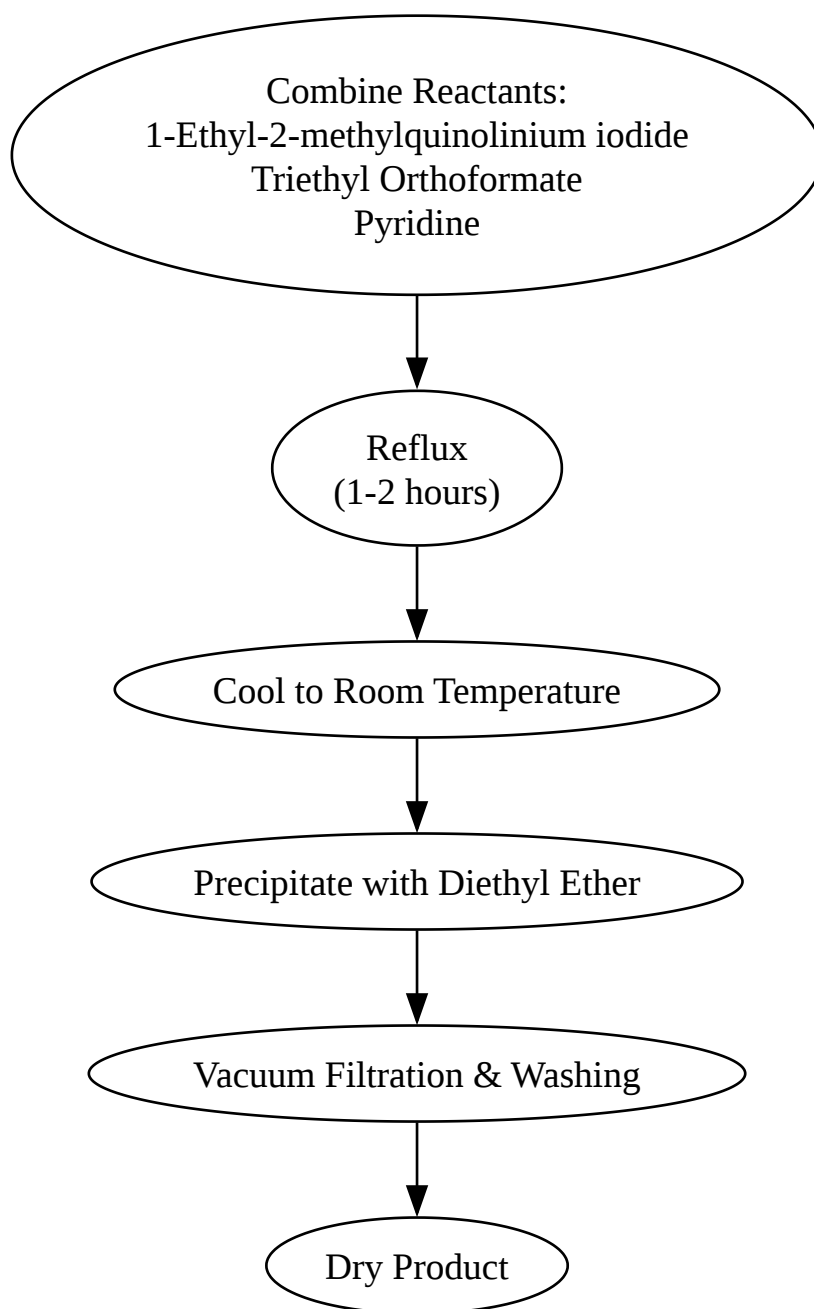 Combine Reactants:
1-Ethyl-2-methylquinolinium iodide
Triethyl Orthoformate
Pyridine
Reflux
(1-2 hours)
Cool to Room Temperature
Precipitate with Diethyl Ether
Vacuum Filtration & Washing
Dry Product